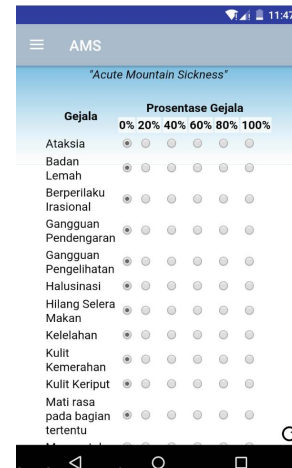 11:47
AMS
"Acute Mountain Sickness"
Gejala
Prosentase Gejala
0% 20% 40% 60% 80% 100%
Ataksia
Badan
Lemah
Berperilaku
Irasional
Gangguan
Pendengaran
Gangguan
Pengelihatan
Halusinasi
Hilang Selera
Makan
Kelelahan
Kulit
Kemerahan
Kulit Keriput
Mati rasa
pada bagian
tertentu